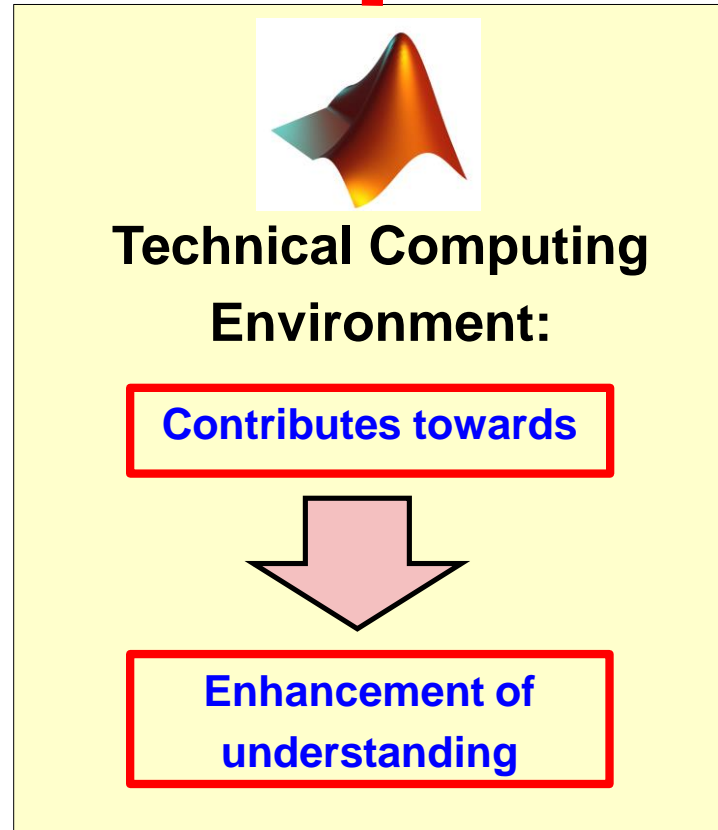 Technical Computing
Environment:
Contributes towards
Enhancement of
understanding